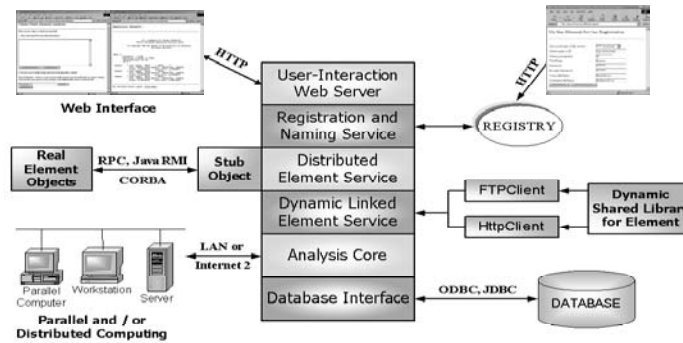 HTTP
Web Interface
User-Interaction
Web Server
HTTP
Registration and
Naming Service
REGISTRY
Real
Element
Objects
RPC, Java RMI
CORBA
Stub
Object
Distributed
Element Service
Dynamic Linked
Element Service
FTPClient
HttpClient
Dynamic
Shared Library
for Element
LAN or
Internet 2
Analysis Core
Parallel
Computer
Workstation
Server
Parallel and / or
Distributed Computing
Database Interface
ODBC, JDBC
DATABASE